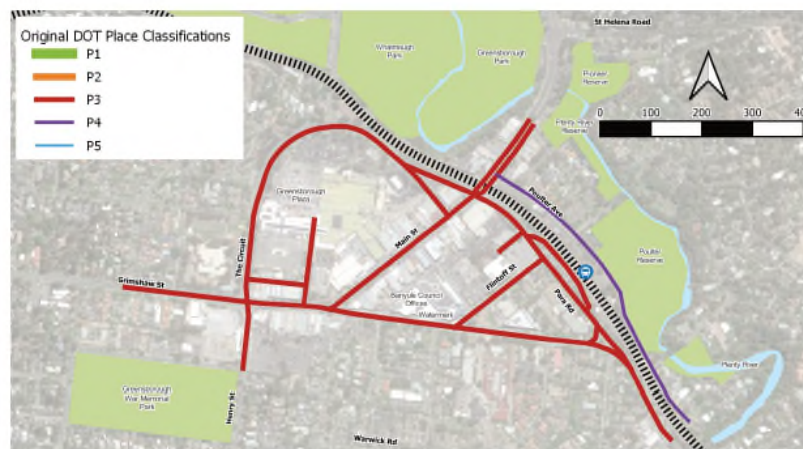 Original DOT Place Classifications
P1
P2
P3
P4
P5
St Helena Road
Whatmough
Park
Greensborough
Park
Pioneer
Reserve
Plenty River
Reserve
0 100 200 300 400
Poulter Ave
Greensborough
Plaza
The Circuit
Main St
Poulter
Reserve
Grimshaw St
Flintoff St
Banyule Council
Offices
Watermarc
Para Rd
Plenty River
Greensborough
War Memorial
Park
Henry St
Warwick Rd